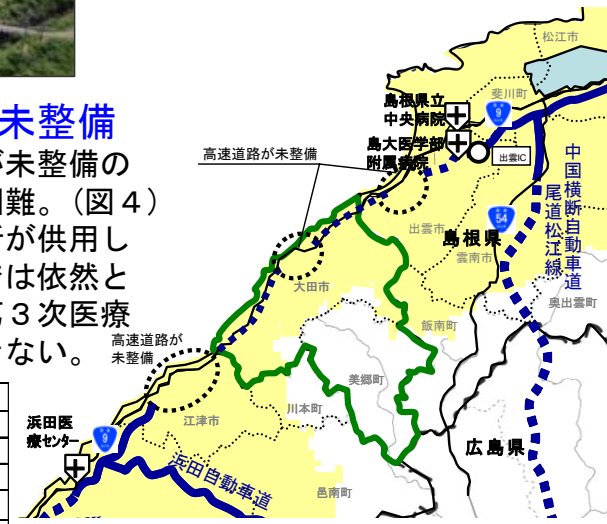 未整備
が未整備の
困難。(図4)
が供用し
では依然と
第3次医療
きない。
松江市
斐川町
島根県立
中央病院
9
島大医学部
附属病院
出雲IC
高速道路が未整備
中国横断自動車道
尾道松江線
54
出雲市
島根県
雲南市
大田市
奥出雲町
飯南町
高速道路が
未整備
美郷町
川本町
江津市
広島県
浜田医
療センター
9
浜田自動車道
邑南町